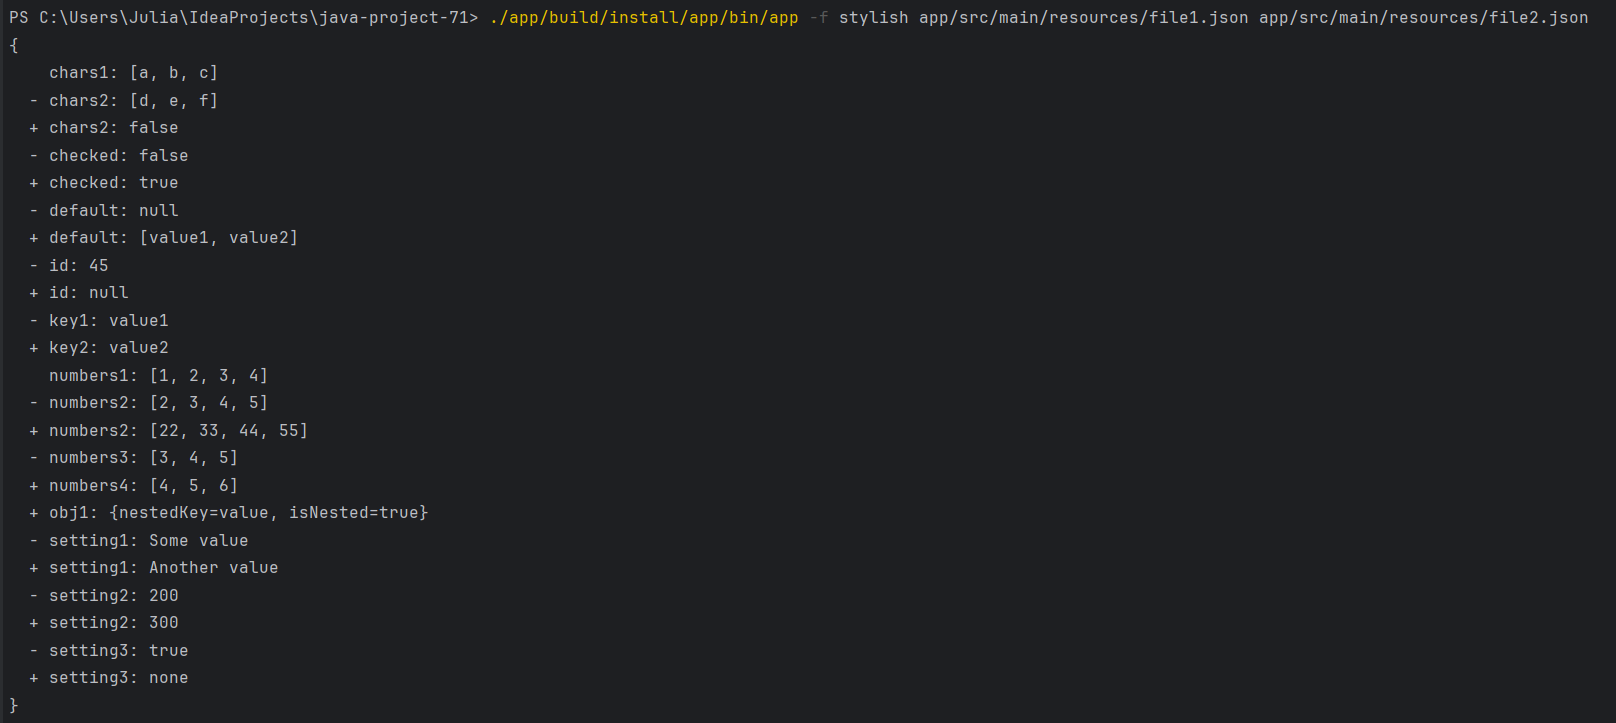 PS C:\Users\Julia\IdeaProjects\java-project-71> ./app/build/install/app/bin/app -f stylish app/src/main/resources/file1.json app/src/main/resources/file2.json
{
    chars1: [a, b, c]
  - chars2: [d, e, f]
  + chars2: false
  - checked: false
  + checked: true
  - default: null
  + default: [value1, value2]
  - id: 45
  + id: null
  - key1: value1
  + key2: value2
    numbers1: [1, 2, 3, 4]
  - numbers2: [2, 3, 4, 5]
  + numbers2: [22, 33, 44, 55]
  - numbers3: [3, 4, 5]
  + numbers4: [4, 5, 6]
  + obj1: {nestedKey=value, isNested=true}
  - setting1: Some value
  + setting1: Another value
  - setting2: 200
  + setting2: 300
  - setting3: true
  + setting3: none
}